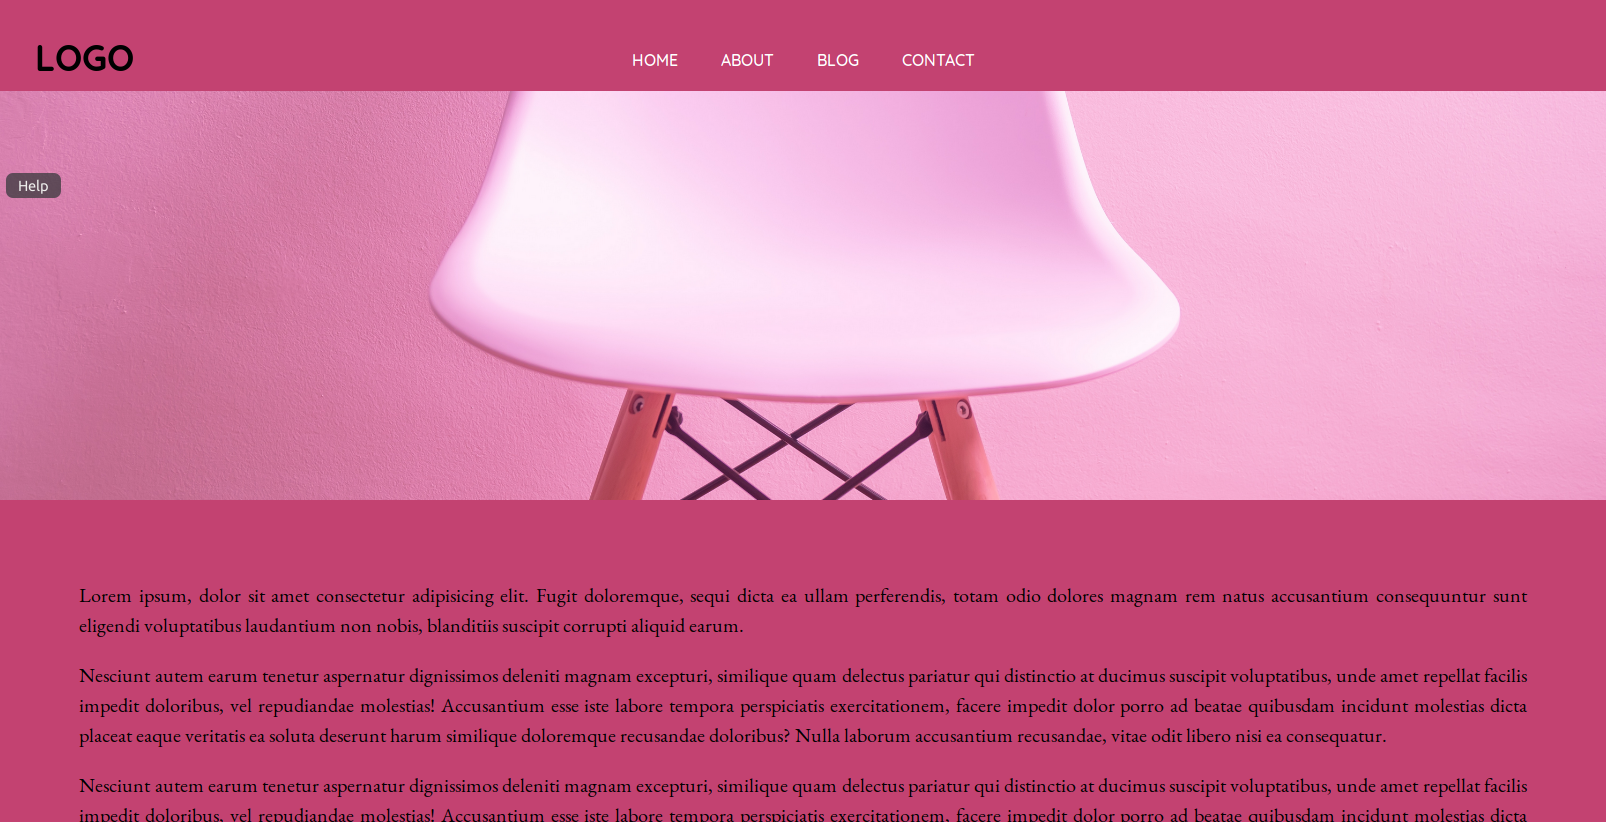 LOGO
HOME ABOUT BLOG CONTACT
Help
Lorem ipsum, dolor sit amet consectetur adipisicing elit. Fugit doloremque, sequi dicta ea ullam perferendis, totam odio dolores magnam rem natus accusantium consequuntur sunt
eligendi voluptatibus laudantium non nobis, blanditiis suscipit corrupti aliquid earum.
Nesciunt autem earum tenetur aspernatur dignissimos deleniti magnam excepturi, similique quam delectus pariatur qui distinctio at ducimus suscipit voluptatibus, unde amet repellat facilis
impedit doloribus, vel repudiandae molestias! Accusantium esse iste labore tempora perspiciatis exercitationem, facere impedit dolor porro ad beatae quibusdam incidunt molestias dicta
placeat eaque veritatis ea soluta deserunt harum similique doloremque recusandae doloribus? Nulla laborum accusantium recusandae, vitae odit libero nisi ea consequatur.
Nesciunt autem earum tenetur aspernatur dignissimos deleniti magnam excepturi, similique quam delectus pariatur qui distinctio at ducimus suscipit voluptatibus, unde amet repellat facilis
impedit doloribus, vel repudiandae molestias! Accusantium esse iste labore tempora perspiciatis exercitationem, facere impedit dolor porro ad beatae quibusdam incidunt molestias dicta